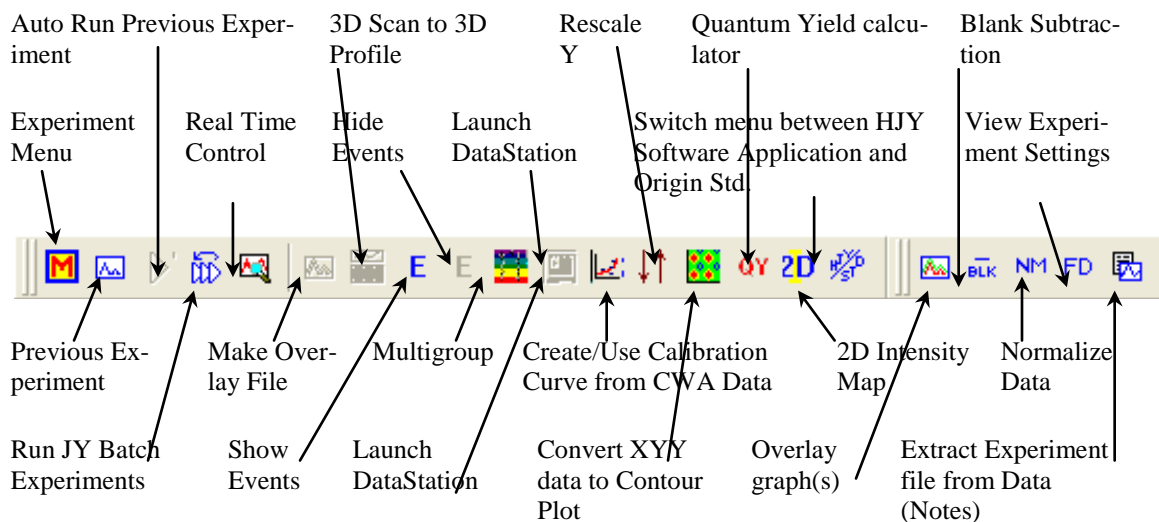 Auto Run Previous Exper-
iment
3D Scan to 3D
Profile
Rescale
Y
Quantum Yield calcu-
lator
Blank Subtrac-
tion
Experiment
Menu
Real Time
Control
Hide
Events
Launch
DataStation
Switch menu between HJY
Software Application and
Origin Std.
View Experi-
ment Settings
M
E
E
QY
2D
BLK
NM
FD
Previous Ex-
periment
Make Over-
lay File
Multigroup
Create/Use Calibration
Curve from CWA Data
2D Intensity
Map
Normalize
Data
Run JY Batch
Experiments
Show
Events
Launch
DataStation
Convert XYY
data to Contour
Plot
Overlay
graph(s)
Extract Experiment
file from Data
(Notes)